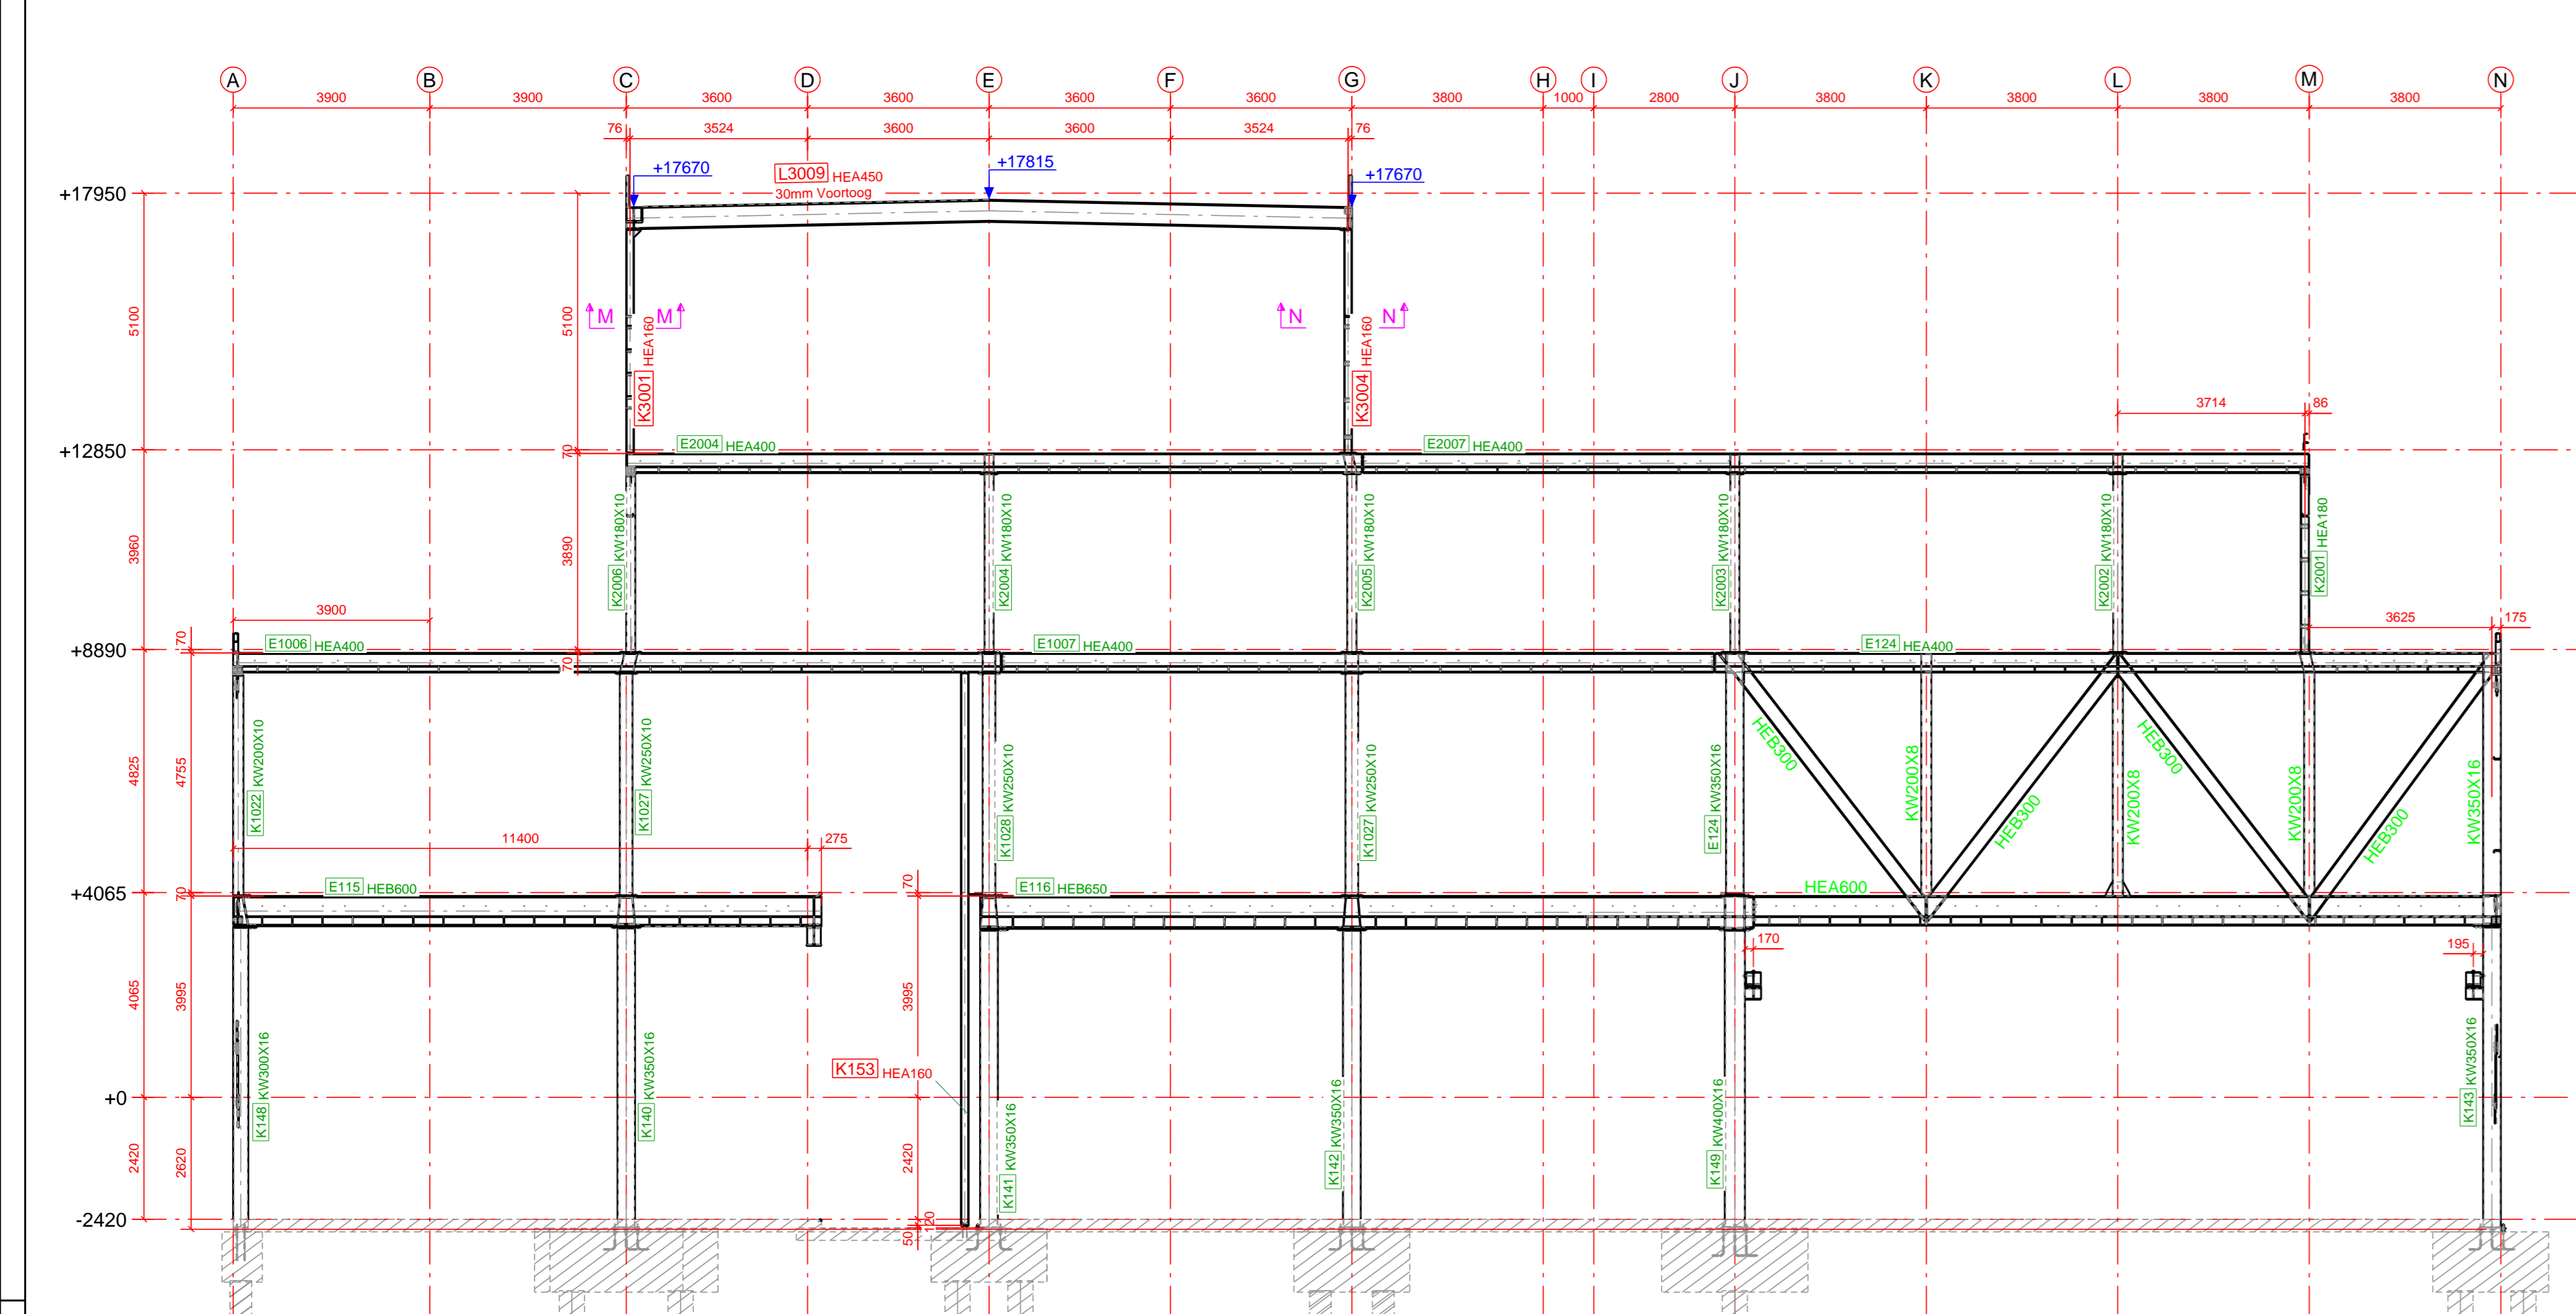 A B C D E F G H I J K L M N
3900 3900 3600 3600 3600 3600 3800 1000 2800 3800 3800 3800 3800
76 3524 3600 3600 3524 76
+17670 L3009 HEA450 +17815 +17670
30mm Voortoog
+17950
5100 5100
M M N N
K3001 HEA160
K3004 HEA160
3714 86
+12850
70
E2004 HEA400 E2007 HEA400
3960 3890
K2006 KW180X10
K2004 KW180X10
K2005 KW180X10
K2003 KW180X10
K2002 KW180X10
K2001 HEA180
3900 3625 175
+8890
70
70
E1006 HEA400 E1007 HEA400 E124 HEA400
4825 4755
K1022 KW200X10
K1027 KW250X10
K1028 KW250X10
K1027 KW250X10
E124 KW350X16
HEB300
KW200X8
HEB300
KW200X8
HEB300
KW200X8
HEB300
KW350X16
11400 275
+4065
70
70
E115 HEB600 E116 HEB650 HEA600
170 195
4065 3995 3995
K148 KW300X16
K140 KW350X16
K153 HEA160
K141 KW350X16
K142 KW350X16
K149 KW400X16
K143 KW350X16
+0
2420 2620 2420
-2420
120
50